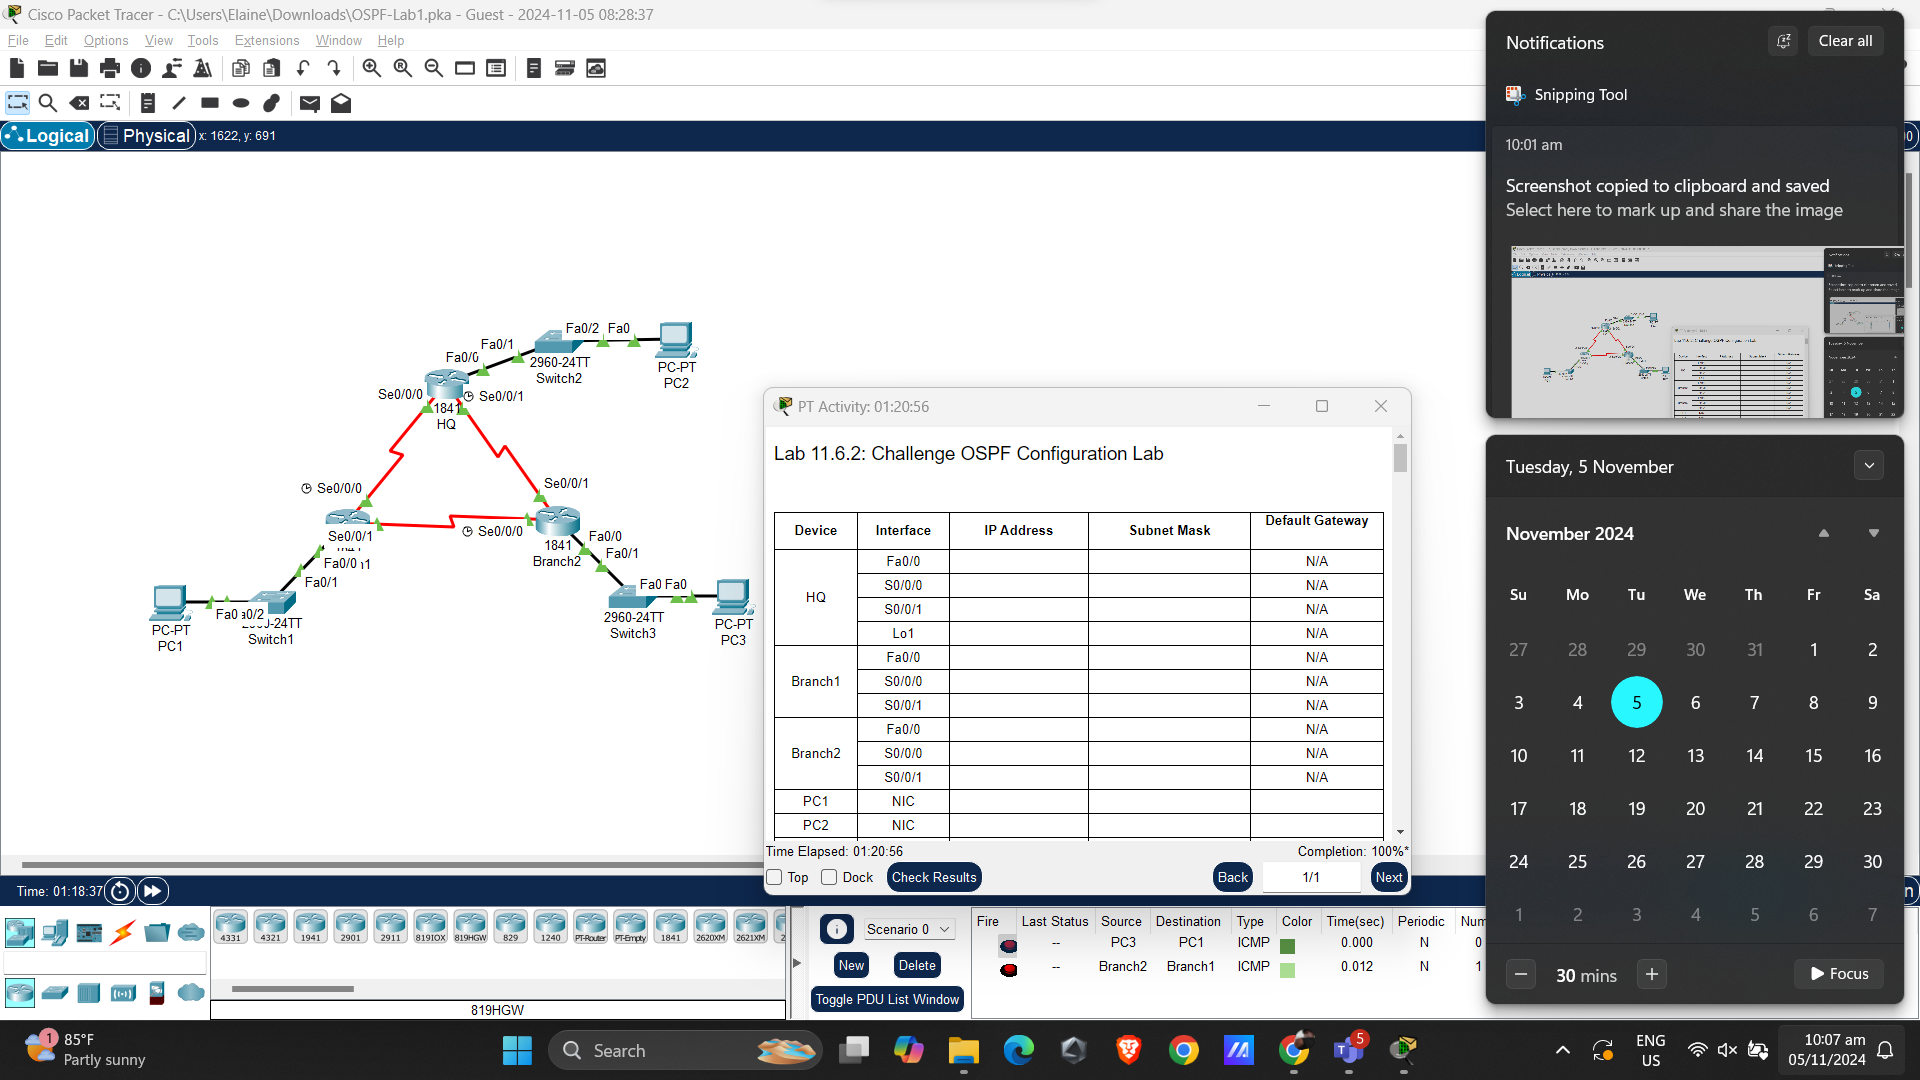 Cisco Packet Tracer - C:\Users\Elaine\Downloads\OSPF-Lab1.pka - Guest - 2024-11-05 08:28:37
File Edit Options View Tools Extensions Window Help
Logical Physical x: 1622, y: 691
Fa0/2 Fa0
Fa0/1
Fa0/0
2960-24TT
Switch2
PC-PT
PC2
Se0/0/0
Se0/0/1
1841
HQ
Se0/0/1
Se0/0/0
Se0/0/0
Se0/0/1
Fa0/0
Fa0/1
1841
Branch2
Fa0/0
Fa0/1
Fa0
PC-PT
PC1
Switch1
Fa0 Fa0
2960-24TT
Switch3
PC-PT
PC3
PT Activity: 01:20:56
Lab 11.6.2: Challenge OSPF Configuration Lab
Device Interface IP Address Subnet Mask Default Gateway
HQ
Fa0/0 N/A
S0/0/0 N/A
S0/0/1 N/A
Lo1 N/A
Branch1
Fa0/0 N/A
S0/0/0 N/A
S0/0/1 N/A
Branch2
Fa0/0 N/A
S0/0/0 N/A
S0/0/1 N/A
PC1 NIC
PC2 NIC
Time Elapsed: 01:20:56 Completion: 100%*
Top Dock Check Results Back 1/1 Next
Time: 01:18:37
4331 4321 1941 2901 2911 819IOX 819HGW 829 1240 PT-Router PT-Empty 1841 2620XM 2621XM
819HGW
Scenario 0
New Delete
Toggle PDU List Window
Fire Last Status Source Destination Type Color Time(sec) Periodic Num
-- PC3 PC1 ICMP 0.000 N 0
-- Branch2 Branch1 ICMP 0.012 N 1
Notifications
Clear all
Snipping Tool
10:01 am
Screenshot copied to clipboard and saved
Select here to mark up and share the image
Tuesday, 5 November
November 2024
Su Mo Tu We Th Fr Sa
27 28 29 30 31 1 2
3 4 5 6 7 8 9
10 11 12 13 14 15 16
17 18 19 20 21 22 23
24 25 26 27 28 29 30
1 2 3 4 5 6 7
30 mins
Focus
1
85°F
Partly sunny
Search
5
ENG
US
10:07 am
05/11/2024